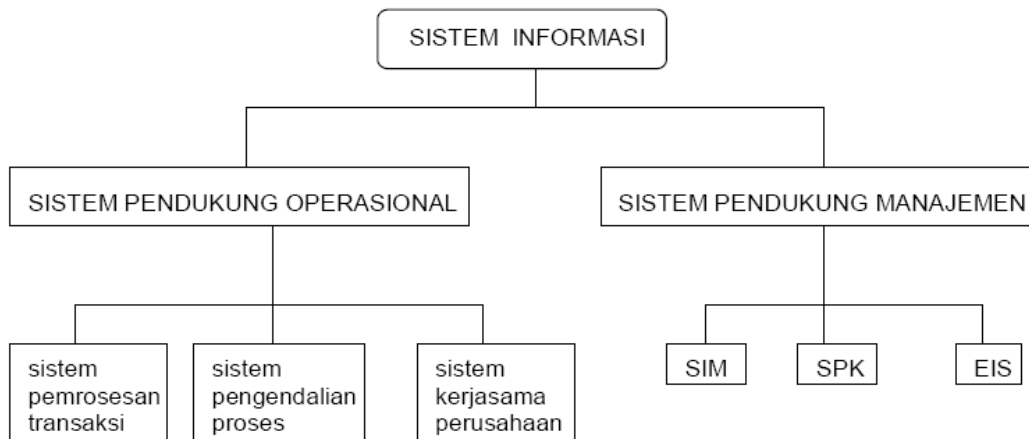 SISTEM INFORMASI
SISTEM PENDUKUNG OPERASIONAL
SISTEM PENDUKUNG MANAJEMEN
sistem
pemrosesan
transaksi
sistem
pengendalian
proses
sistem
kerjasama
perusahaan
SIM
SPK
EIS